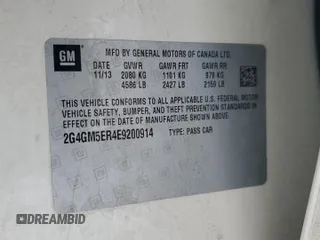 GM
MFD BY GENERAL MOTORS OF CANADA LTD.
DATE GVWR GAWR FRT GAWR RR
11/13 2080 KG 1101 KG 979 KG
4586 LB 2427 LB 2159 LB
THIS VEHICLE CONFORMS TO ALL APPLICABLE U.S. FEDERAL MOTOR
VEHICLE SAFETY, BUMPER, AND THEFT PREVENTION STANDARDS
IN EFFECT ON THE DATE OF MANUFACTURE SHOWN ABOVE.
2G4GM5ER4E9200914 TYPE: PASS CAR
DREAMBID